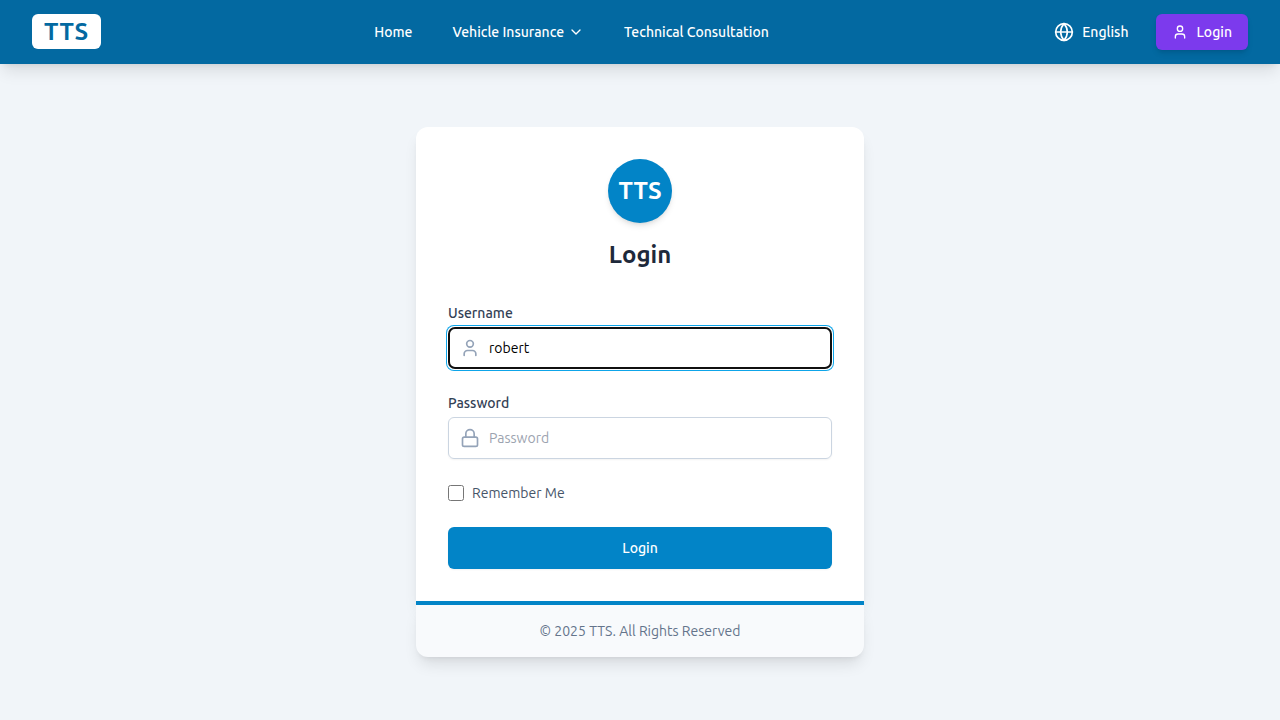 TTS
Home
Vehicle Insurance
Technical Consultation
English
Login
TTS
Login
Username
robert
Password
Password
Remember Me
Login
© 2025 TTS. All Rights Reserved